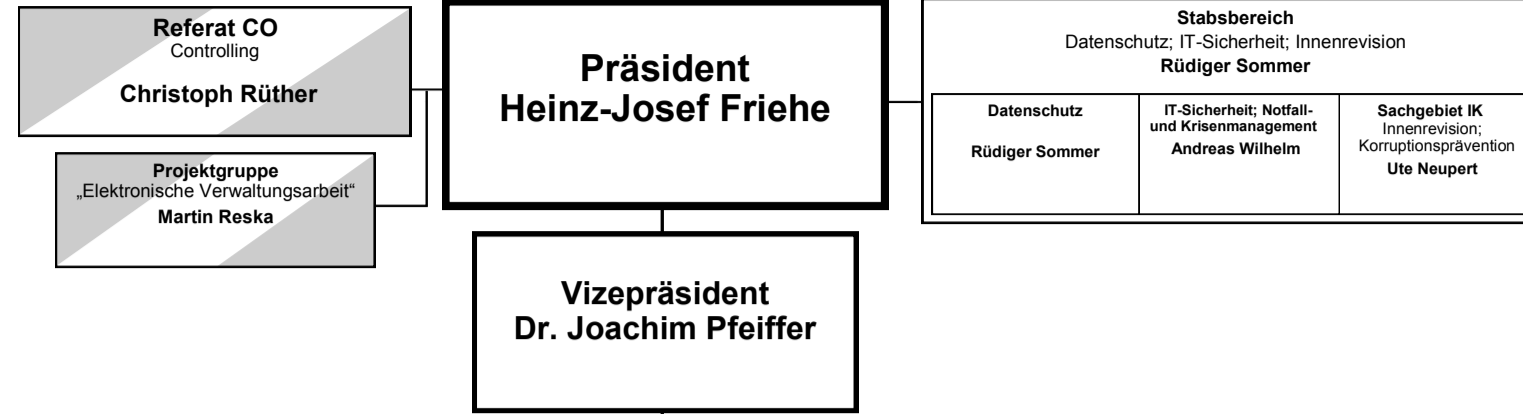 Referat CO
Controlling
Christoph Rüther
Projektgruppe
„Elektronische Verwaltungsarbeit“
Martin Reska
Präsident
Heinz-Josef Friehe
Vizepräsident
Dr. Joachim Pfeiffer
Stabsbereich
Datenschutz; IT-Sicherheit; Innenrevision
Rüdiger Sommer
Datenschutz
Rüdiger Sommer
IT-Sicherheit; Notfall-
und Krisenmanagement
Andreas Wilhelm
Sachgebiet IK
Innenrevision;
Korruptionsprävention
Ute Neupert